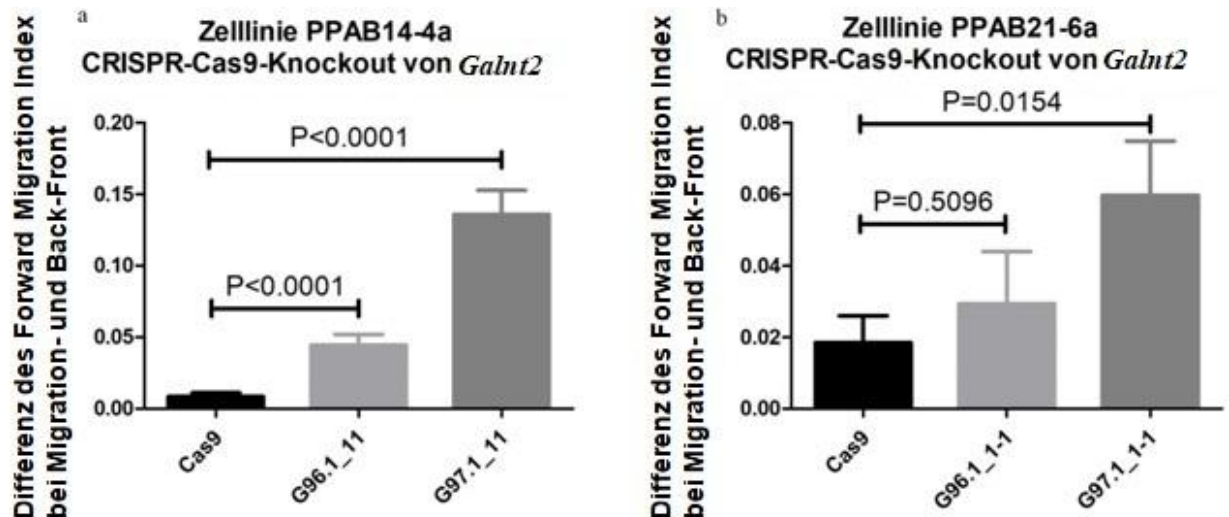 a
Zelllinie PPAB14-4a
CRISPR-Cas9-Knockout von Galnt2
Differenz des Forward Migration Index
bei Migration- und Back-Front
0.20
0.15
0.10
0.05
0.00
P<0.0001
P<0.0001
Cas9
G96.1_11
G97.1_11
b
Zelllinie PPAB21-6a
CRISPR-Cas9-Knockout von Galnt2
Differenz des Forward Migration Index
bei Migration- und Back-Front
0.08
0.06
0.04
0.02
0.00
P=0.0154
P=0.5096
Cas9
G96.1_1-1
G97.1_1-1